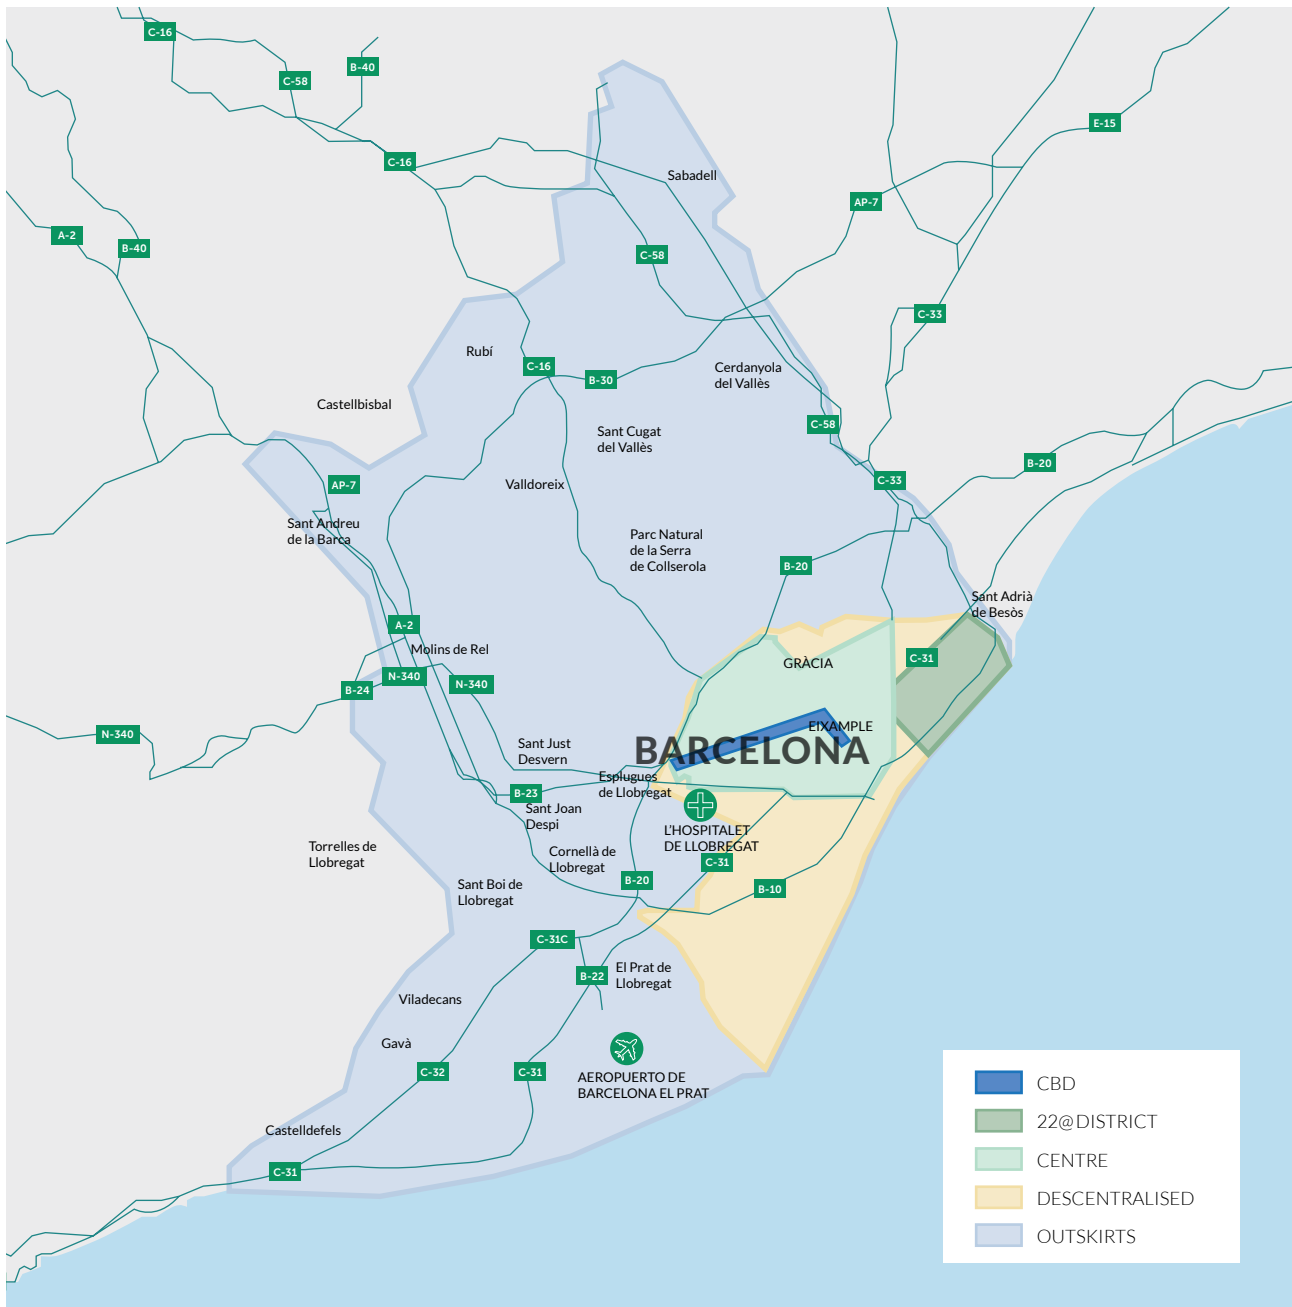 C-16
B-40
C-58
E-15
C-16
Sabadell
AP-7
A-2
B-40
C-58
C-33
Rubí
C-16
B-30
Cerdanyola
del Vallès
Castellbisbal
C-58
Sant Cugat
del Vallès
B-20
C-33
AP-7
Valldoreix
Sant Andreu
de la Barca
Parc Natural
de la Serra
de Collserola
B-20
Sant Adrià
de Besòs
A-2
Molins de Rel
C-31
GRÀCIA
N-340
N-340
B-24
EIXAMPLE
N-340
BARCELONA
Sant Just
Desvern
Esplugues
de Llobregat
B-23
Sant Joan
Despi
L'HOSPITALET
DE LLOBREGAT
Torrelles de
Llobregat
Cornellà de
Llobregat
C-31
B-20
B-10
Sant Boi de
Llobregat
C-31C
El Prat de
Llobregat
B-22
Viladecans
Gavà
C-32
C-31
AEROPUERTO DE
BARCELONA EL PRAT
Castelldefels
C-31
CBD
22@DISTRICT
CENTRE
DESCENTRALISED
OUTSKIRTS